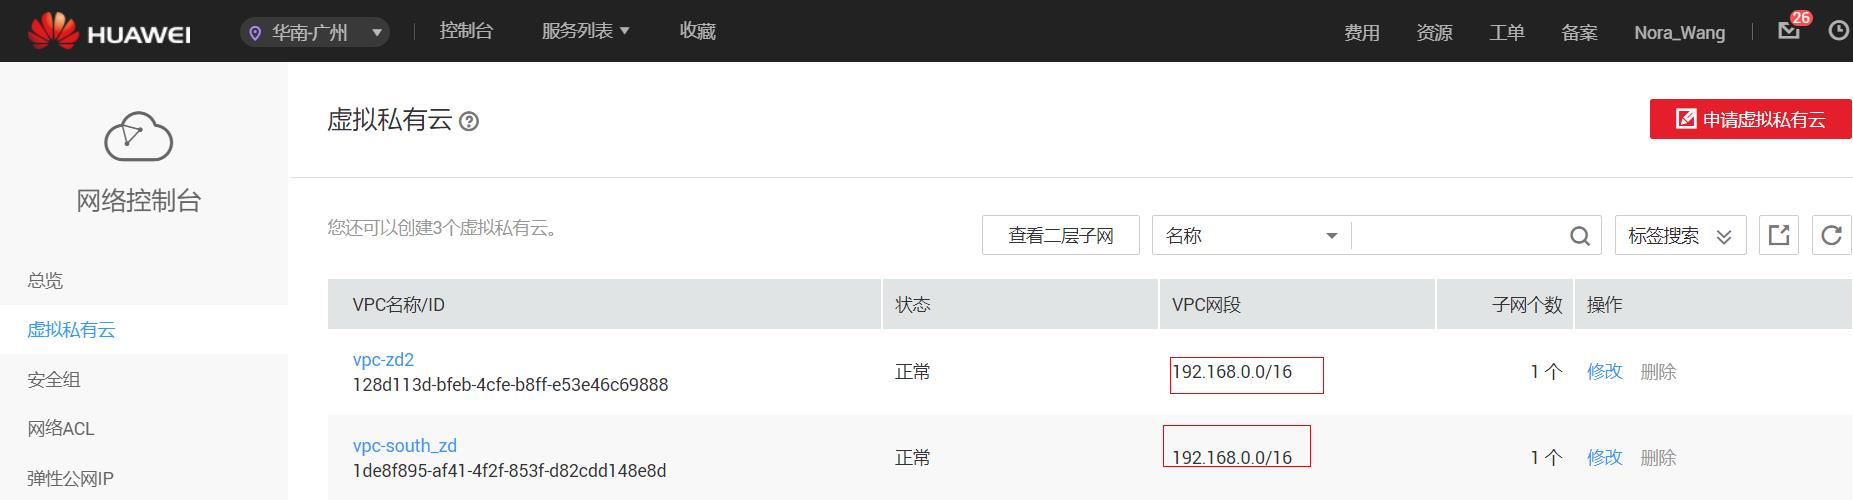 HUAWEI 华南-广州 控制台 服务列表 收藏 费用 资源 工单 备案 Nora_Wang 26
网络控制台
总览
虚拟私有云
安全组
网络ACL
弹性公网IP
虚拟私有云 ? 申请虚拟私有云
您还可以创建3个虚拟私有云。 查看二层子网 名称 标签搜索
VPC名称/ID 状态 VPC网段 子网个数 操作
vpc-zd2
128d113d-bfeb-4cfe-b8ff-e53e46c69888 正常 192.168.0.0/16 1 个 修改 删除
vpc-south_zd
1de8f895-af41-4f2f-853f-d82cdd148e8d 正常 192.168.0.0/16 1 个 修改 删除